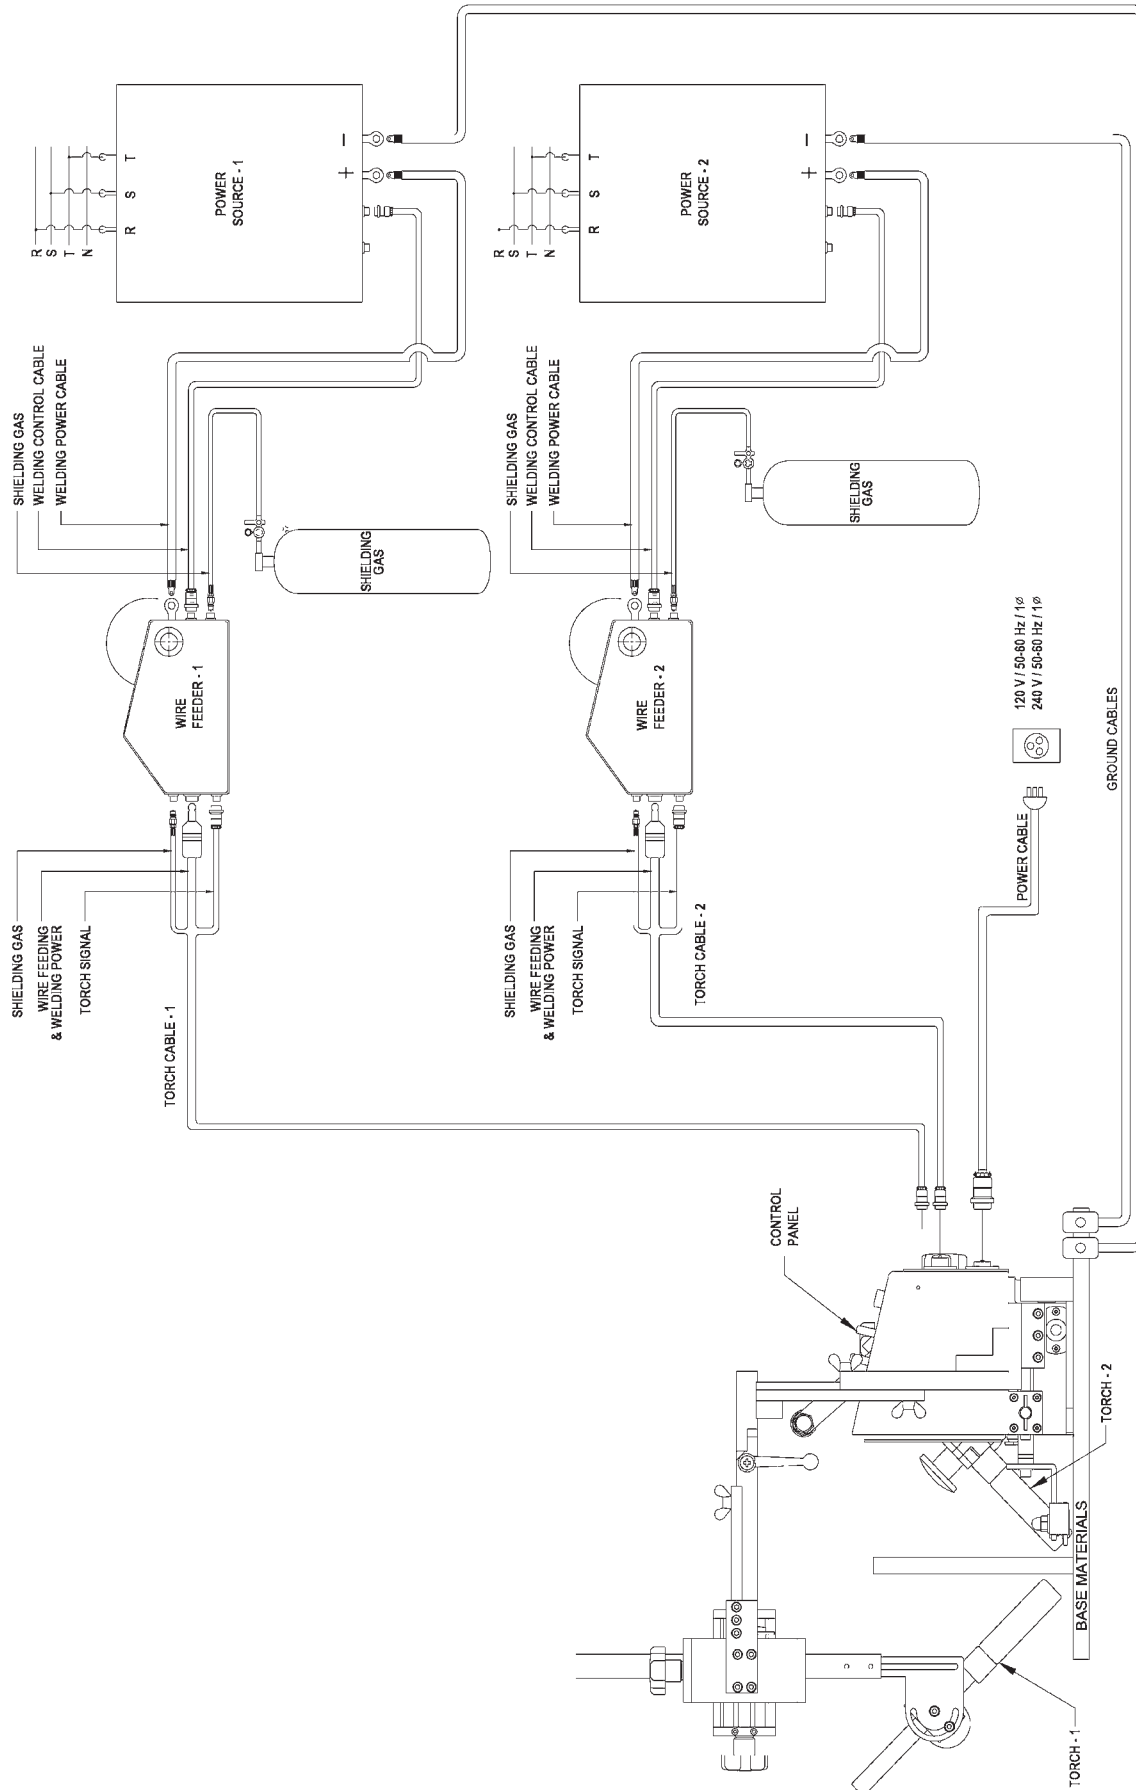 R
S
T
N
R
S
T
POWER
SOURCE - 1
+
−
SHIELDING GAS
WELDING CONTROL CABLE
WELDING POWER CABLE
SHIELDING
GAS
WIRE
FEEDER - 1
SHIELDING GAS
WIRE FEEDING
& WELDING POWER
TORCH SIGNAL
TORCH CABLE - 1
R
S
T
N
R
S
T
POWER
SOURCE - 2
+
−
SHIELDING GAS
WELDING CONTROL CABLE
WELDING POWER CABLE
SHIELDING
GAS
WIRE
FEEDER - 2
SHIELDING GAS
WIRE FEEDING
& WELDING POWER
TORCH SIGNAL
TORCH CABLE - 2
120 V / 50-60 Hz / 1ø
240 V / 50-60 Hz / 1ø
POWER CABLE
GROUND CABLES
CONTROL
PANEL
TORCH - 2
BASE MATERIALS
TORCH - 1